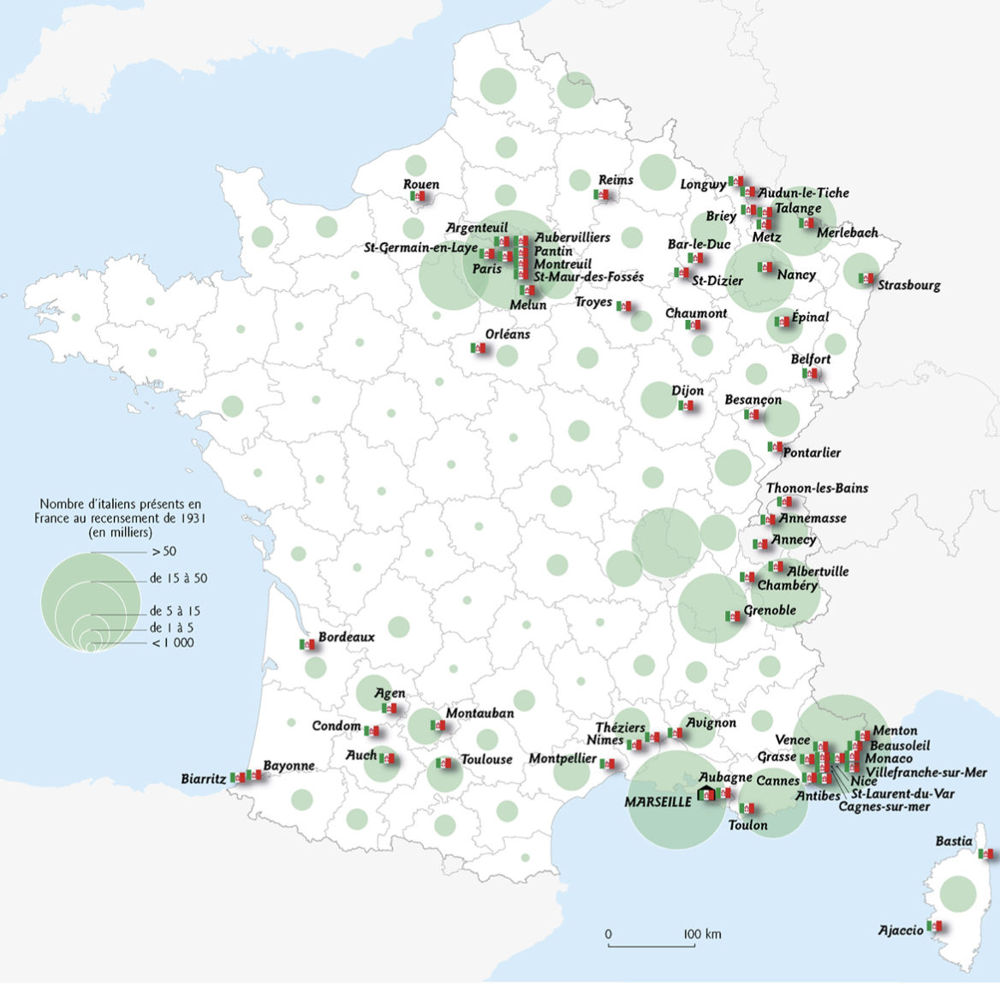 Rouen
Reims
Longwy
Audun-le-Tiche
Briey
Talange
Metz
Merlebach
Argenteuil
Aubervilliers
St-Germain-en-Laye
Pantin
Paris
Montreuil
St-Maur-des-Fossés
Melun
Bar-le-Duc
St-Dizier
Nancy
Strasbourg
Troyes
Chaumont
Épinal
Orléans
Belfort
Dijon
Besançon
Pontarlier
Nombre d'italiens présents en
France au recensement de 1931
(en milliers)
> 50
de 15 à 50
de 5 à 15
de 1 à 5
< 1 000
Thonon-les-Bains
Annemasse
Annecy
Albertville
Chambéry
Grenoble
Bordeaux
Agen
Montauban
Condom
Auch
Toulouse
Bayonne
Biarritz
Théziers
Nimes
Avignon
Montpellier
Aubagne
MARSEILLE
Toulon
Vence
Menton
Beausoleil
Grasse
Monaco
Villefranche-sur-Mer
Cannes
Nice
Antibes
St-Laurent-du-Var
Cagnes-sur-mer
Bastia
Ajaccio
0 100 km